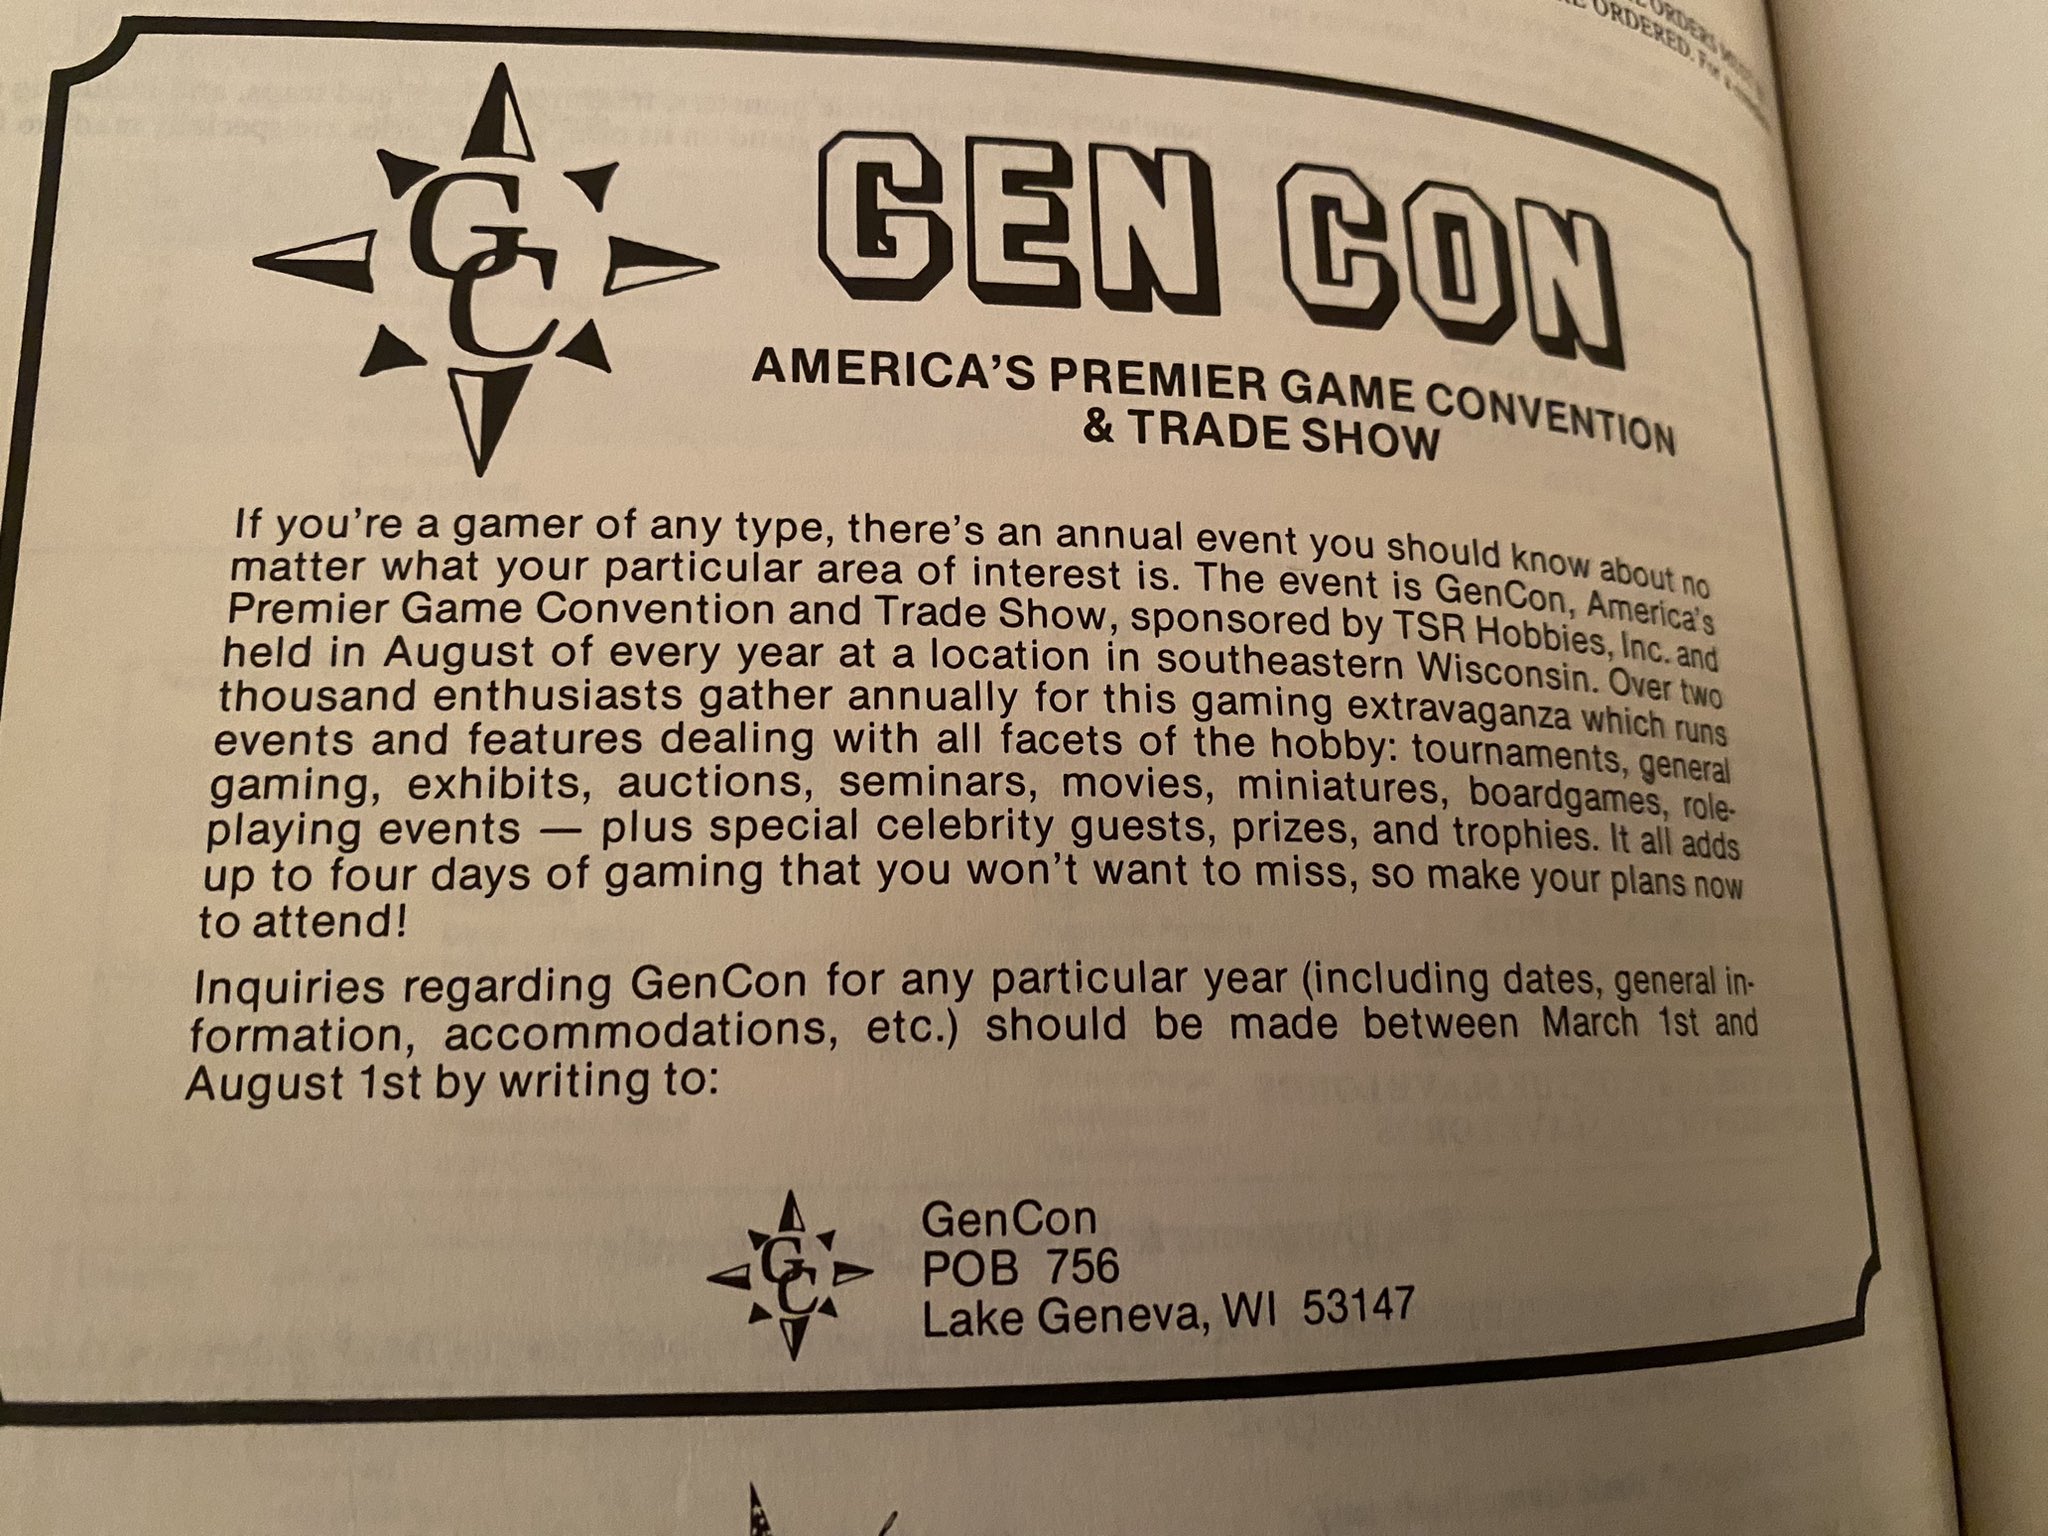 ORDERS
ORDERED. For a
GC
GEN CON
AMERICA'S PREMIER GAME CONVENTION
& TRADE SHOW
If you're a gamer of any type, there's an annual event you should know about no
matter what your particular area of interest is. The event is GenCon, America's
Premier Game Convention and Trade Show, sponsored by TSR Hobbies, Inc. and
held in August of every year at a location in southeastern Wisconsin. Over two
thousand enthusiasts gather annually for this gaming extravaganza which runs
events and features dealing with all facets of the hobby: tournaments, general
gaming, exhibits, auctions, seminars, movies, miniatures, boardgames, role-
playing events — plus special celebrity guests, prizes, and trophies. It all adds
up to four days of gaming that you won't want to miss, so make your plans now
to attend!
Inquiries regarding GenCon for any particular year (including dates, general in-
formation, accommodations, etc.) should be made between March 1st and
August 1st by writing to:
GC
GenCon
POB 756
Lake Geneva, WI 53147